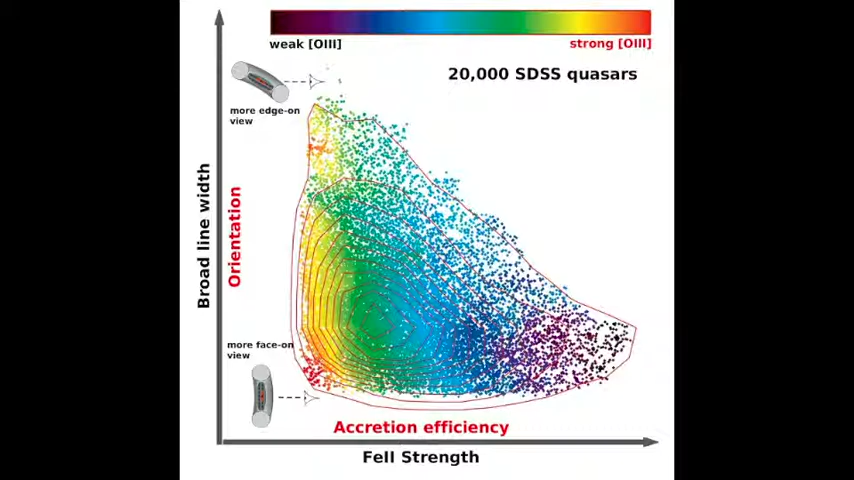 weak [OIII]
strong [OIII]
20,000 SDSS quasars
more edge-on
view
Broad line width
Orientation
more face-on
view
Accretion efficiency
FeII Strength